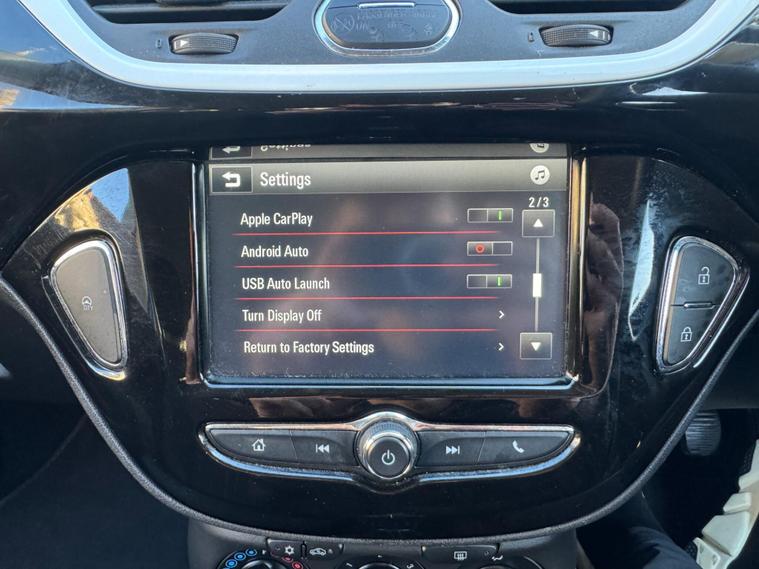 Settings
2/3
Apple CarPlay
Android Auto
USB Auto Launch
Turn Display Off
Return to Factory Settings